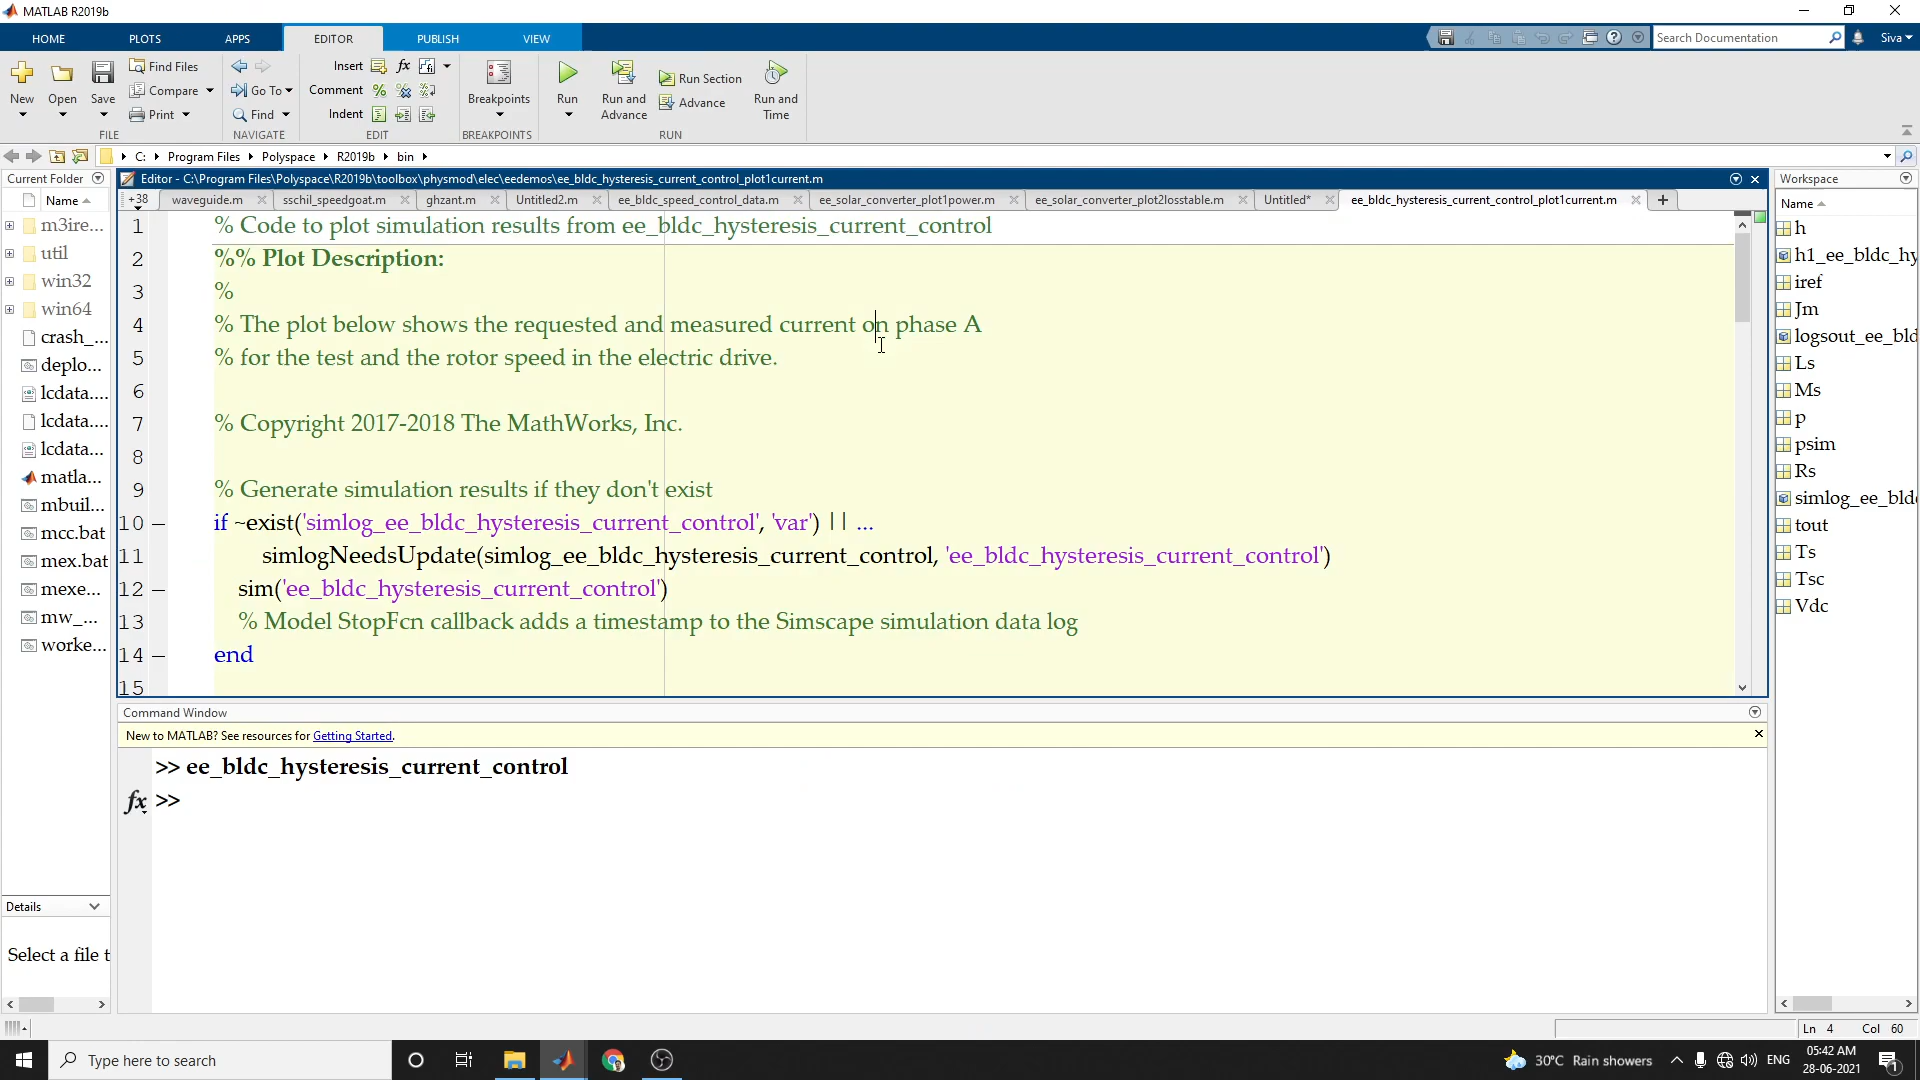 MATLAB R2019b
HOME PLOTS APPS EDITOR PUBLISH VIEW Search Documentation Siva
New Open Save Find Files Compare Print
FILE
Go To Find
NAVIGATE
Insert fx
Comment
Indent
EDIT
Breakpoints
BREAKPOINTS
Run Run and Advance Run Section Advance Run and Time
RUN
C: Program Files Polyspace R2019b bin
Current Folder
Name
m3ire...
util
win32
win64
crash_...
deplo...
lcdata....
lcdata....
lcdata...
matla...
mbuil...
mcc.bat
mex.bat
mexe...
mw_...
worke...
Details
Select a file t
Editor - C:\Program Files\Polyspace\R2019b\toolbox\physmod\elec\eedemos\ee_bldc_hysteresis_current_control_plot1current.m
+38 waveguide.m sschil_speedgoat.m ghzant.m Untitled2.m ee_bldc_speed_control_data.m ee_solar_converter_plot1power.m ee_solar_converter_plot2losstable.m Untitled* ee_bldc_hysteresis_current_control_plot1current.m
1 % Code to plot simulation results from ee_bldc_hysteresis_current_control
2 %% Plot Description:
3 %
4 % The plot below shows the requested and measured current on phase A
5 % for the test and the rotor speed in the electric drive.
6
7 % Copyright 2017-2018 The MathWorks, Inc.
8
9 % Generate simulation results if they don't exist
10 – if ~exist('simlog_ee_bldc_hysteresis_current_control', 'var') || ...
11 simlogNeedsUpdate(simlog_ee_bldc_hysteresis_current_control, 'ee_bldc_hysteresis_current_control')
12 – sim('ee_bldc_hysteresis_current_control')
13 % Model StopFcn callback adds a timestamp to the Simscape simulation data log
14 – end
15
Command Window
New to MATLAB? See resources for Getting Started.
>> ee_bldc_hysteresis_current_control
fx >>
Workspace
Name
h
h1_ee_bldc_hy
iref
Jm
logsout_ee_bld
Ls
Ms
p
psim
Rs
simlog_ee_bld
tout
Ts
Tsc
Vdc
Ln 4 Col 60
Type here to search
30°C Rain showers ENG
05:42 AM
28-06-2021
1